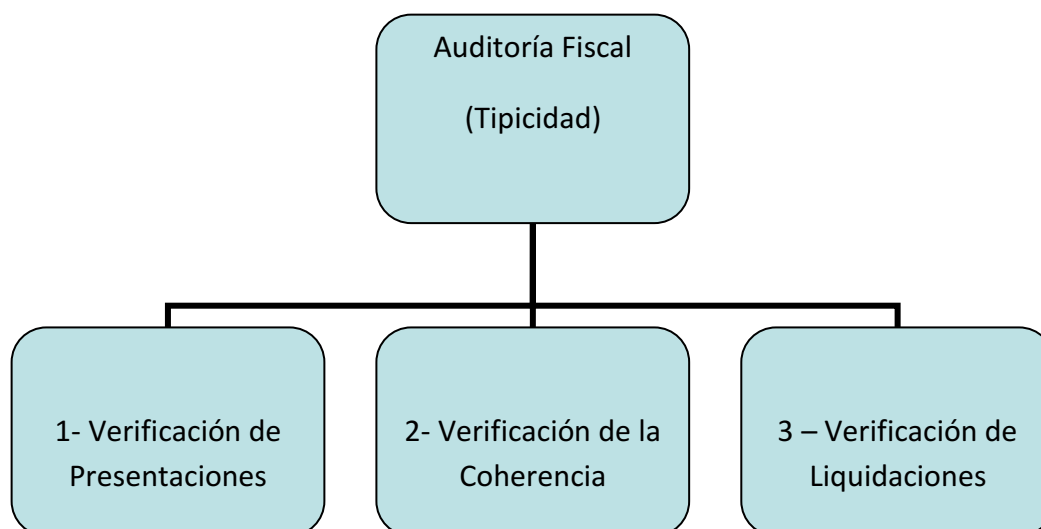 Auditoría Fiscal
(Tipicidad)
1- Verificación de
Presentaciones
2- Verificación de la
Coherencia
3 – Verificación de
Liquidaciones